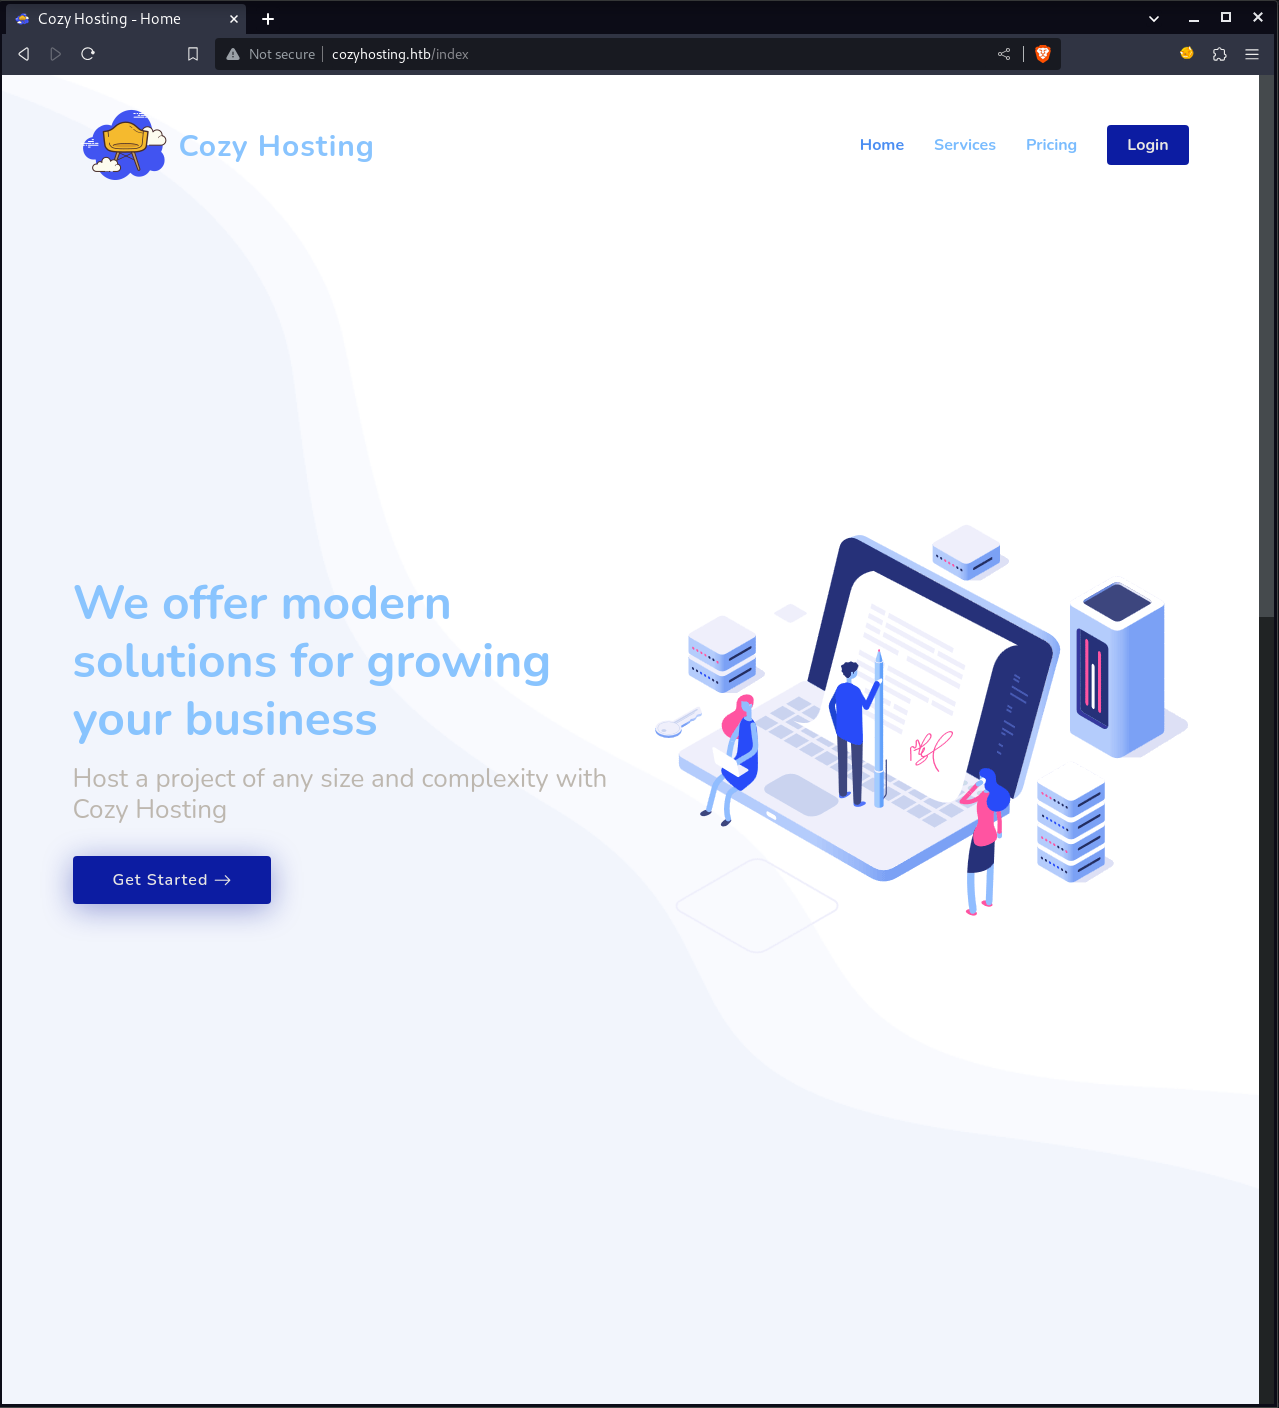 Cozy Hosting - Home
Not secure
cozyhosting.htb/index
Cozy Hosting
Home
Services
Pricing
Login
We offer modern
solutions for growing
your business
Host a project of any size and complexity with
Cozy Hosting
Get Started →